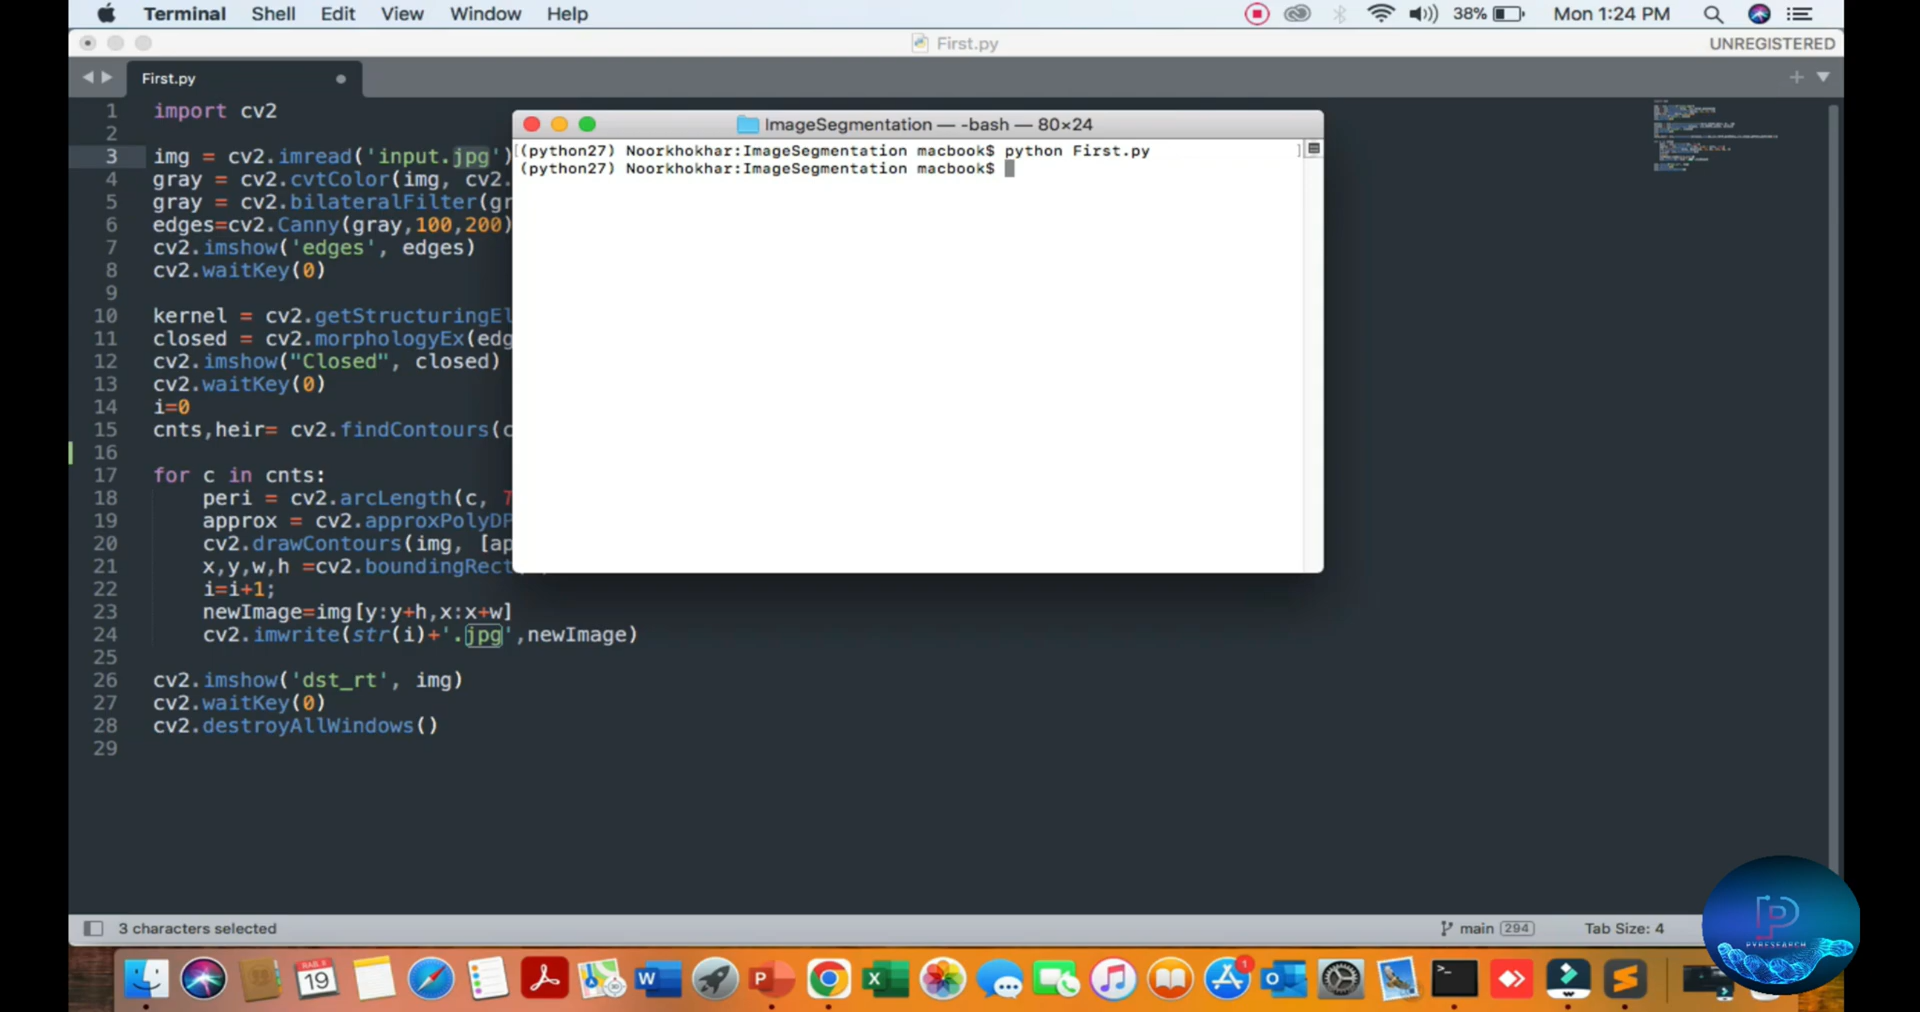 Terminal Shell Edit View Window Help 38% Mon 1:24 PM
First.py UNREGISTERED
First.py
1 import cv2
2
3 img = cv2.imread('input.jpg')
4 gray = cv2.cvtColor(img, cv2.
5 gray = cv2.bilateralFilter(gr
6 edges=cv2.Canny(gray,100,200)
7 cv2.imshow('edges', edges)
8 cv2.waitKey(0)
9
10 kernel = cv2.getStructuringEl
11 closed = cv2.morphologyEx(edg
12 cv2.imshow("Closed", closed)
13 cv2.waitKey(0)
14 i=0
15 cnts,heir= cv2.findContours(c
16
17 for c in cnts:
18 peri = cv2.arcLength(c, T
19 approx = cv2.approxPolyDP
20 cv2.drawContours(img, [ap
21 x,y,w,h =cv2.boundingRect
22 i=i+1;
23 newImage=img[y:y+h,x:x+w]
24 cv2.imwrite(str(i)+'.jpg',newImage)
25
26 cv2.imshow('dst_rt', img)
27 cv2.waitKey(0)
28 cv2.destroyAllWindows()
29
ImageSegmentation — -bash — 80×24
[(python27) Noorkhokhar:ImageSegmentation macbook$ python First.py ]
(python27) Noorkhokhar:ImageSegmentation macbook$
3 characters selected main 294 Tab Size: 4
PYRESEARCH
19 W P X 1 O